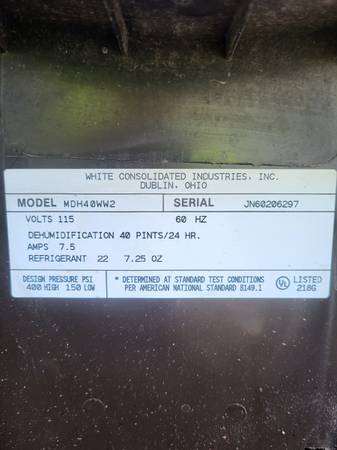 WHITE CONSOLIDATED INDUSTRIES, INC.
DUBLIN, OHIO
MODEL MDH40WW2 SERIAL JN60206297
VOLTS 115 60 HZ
DEHUMIDIFICATION 40 PINTS/24 HR.
AMPS 7.5
REFRIGERANT 22 7.25 OZ
DESIGN PRESSURE PSI
400 HIGH 150 LOW
* DETERMINED AT STANDARD TEST CONDITIONS
PER AMERICAN NATIONAL STANDARD B149.1
UL LISTED
218G